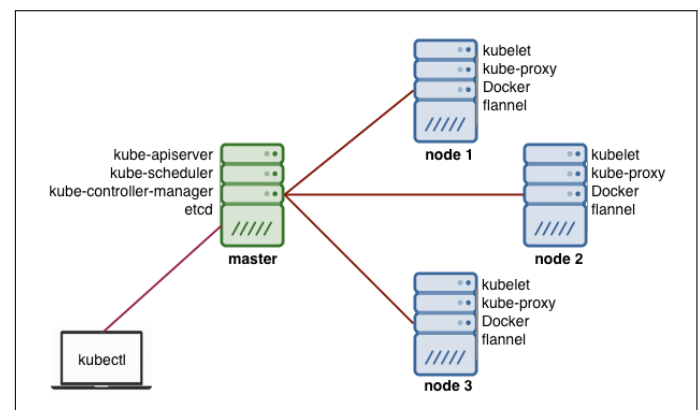 kubelet
kube-proxy
Docker
flannel
node 1
kube-apiserver
kube-scheduler
kube-controller-manager
etcd
master
kubelet
kube-proxy
Docker
flannel
node 2
kubelet
kube-proxy
Docker
flannel
node 3
kubectl